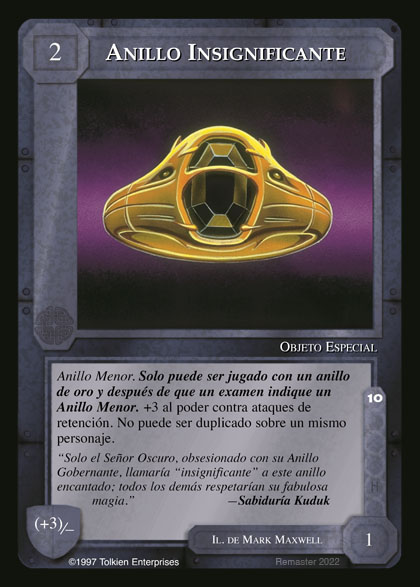 2
ANILLO INSIGNIFICANTE
OBJETO ESPECIAL
Anillo Menor. Solo puede ser jugado con un anillo
de oro y después de que un examen indique un
Anillo Menor. +3 al poder contra ataques de
retención. No puede ser duplicado sobre un mismo
personaje.
“Solo el Señor Oscuro, obsesionado con su Anillo
Gobernante, llamaría “insignificante” a este anillo
encantado; todos los demás respetarían su fabulosa
magia.” —Sabiduría Kuduk
10
H
(+3)/–
IL. DE MARK MAXWELL
1
©1997 Tolkien Enterprises
Remaster 2022